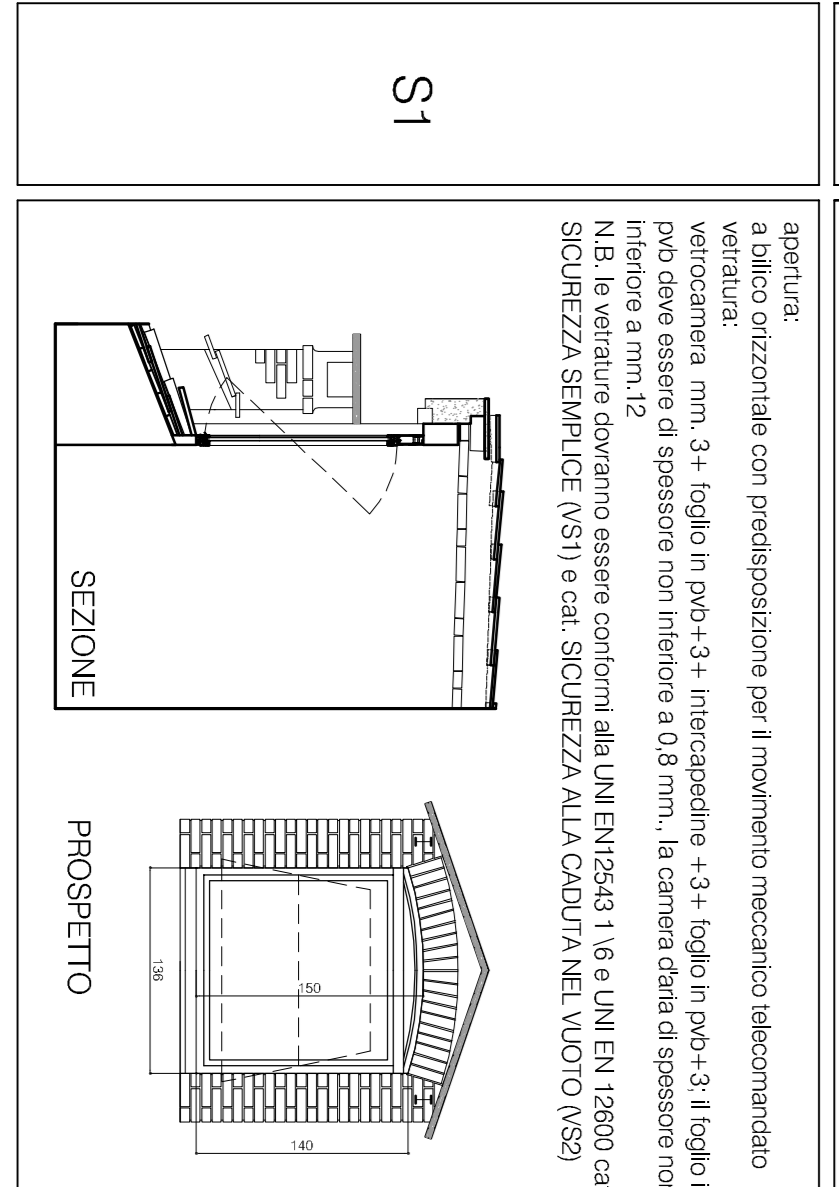 S1
apertura:
a bilico orizzontale con predisposizione per il movimento meccanico telecomandato
vetratura:
vetrocamera mm. 3+ foglio in pvb+3+ intercapedine +3+ foglio in pvb+3; il foglio i
pvb deve essere di spessore non inferiore a 0,8 mm., la camera d'aria di spessore non
inferiore a mm.12
N.B. le vetrature dovranno essere conformi alla UNI EN12543 1\6 e UNI EN 12600 cat
SICUREZZA SEMPLICE (VS1) e cat. SICUREZZA ALLA CADUTA NEL VUOTO (VS2)
SEZIONE
PROSPETTO
150
136
140